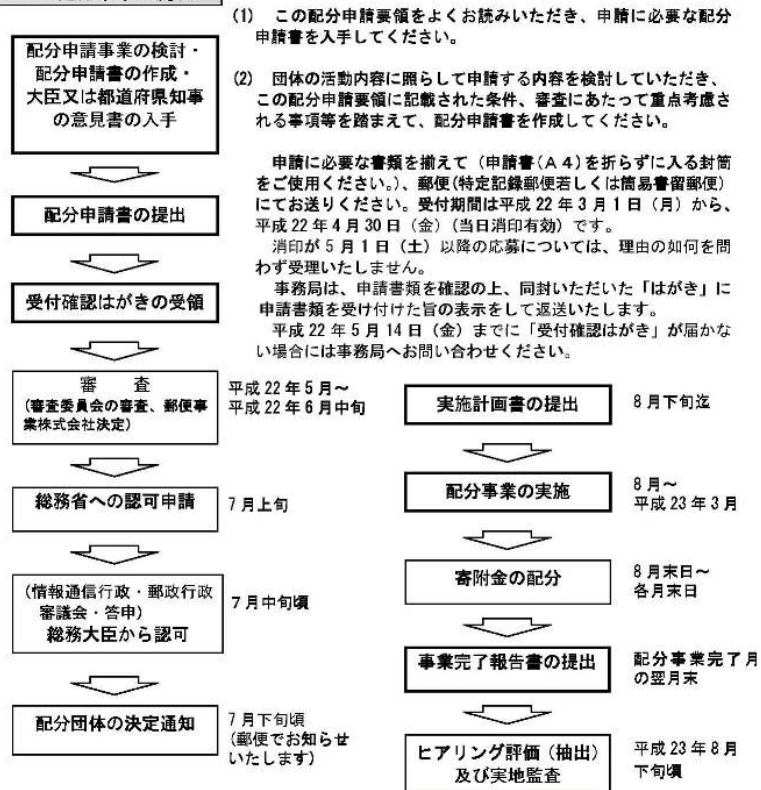 (1) この配分申請要領をよくお読みいただき、申請に必要な配分
申請書を入手してください。
(2) 団体の活動内容に照らして申請する内容を検討していただき、
この配分申請要領に記載された条件、審査にあたって重点考慮さ
れる事項等を踏まえて、配分申請書を作成してください。
申請に必要な書類を揃えて(申請書(A4)を折らずに入る封筒
をご使用ください。)、郵便(特定記録郵便若しくは簡易書留郵便)
にてお送りください。受付期間は平成22年3月1日(月)から、
平成22年4月30日(金)(当日消印有効)です。
消印が5月1日(土)以降の応募については、理由の如何を問
わず受理いたしません。
事務局は、申請書類を確認の上、同封いただいた「はがき」に
申請書類を受け付けた旨の表示をして返送いたします。
平成22年5月14日(金)までに「受付確認はがき」が届かな
い場合には事務局へお問い合わせください。
配分申請事業の検討・
配分申請書の作成・
大臣又は都道府県知事
の意見書の入手
配分申請書の提出
受付確認はがきの受領
審 査
(審査委員会の審査、郵便事
業株式会社決定)
平成22年5月~
平成22年6月中旬
総務省への認可申請
7月上旬
(情報通信行政・郵政行政
審議会・答申)
総務大臣から認可
7月中旬頃
配分団体の決定通知
7月下旬頃
(郵便でお知らせ
いたします)
実施計画書の提出
8月下旬迄
配分事業の実施
8月~
平成23年3月
寄附金の配分
8月末日~
各月末日
事業完了報告書の提出
配分事業完了月
の翌月末
ヒアリング評価(抽出)
及び実地監査
平成23年8月
下旬頃